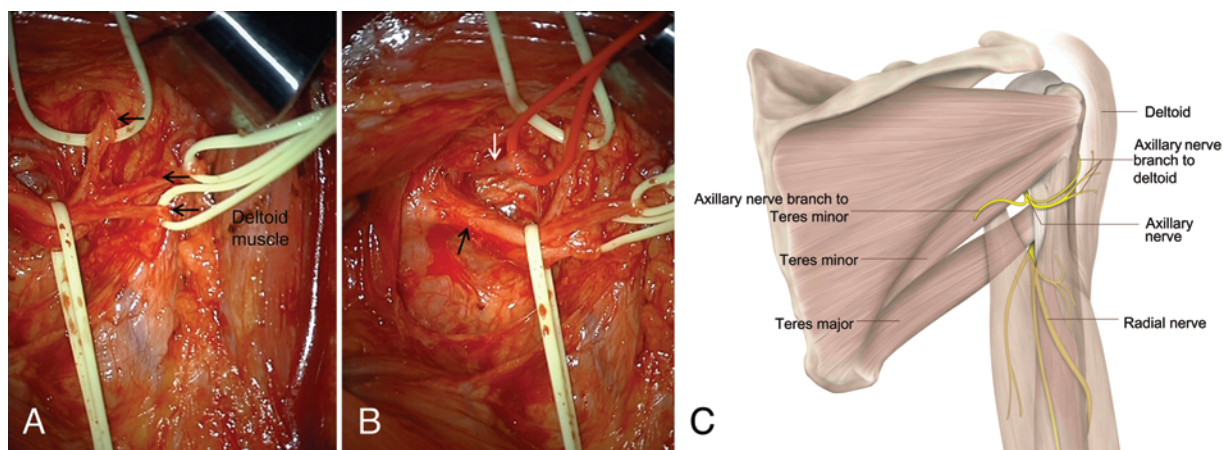 A
Deltoid
muscle
B
C
Deltoid
Axillary nerve
branch to
deltoid
Axillary nerve branch to
Teres minor
Axillary
nerve
Teres minor
Teres major
Radial nerve